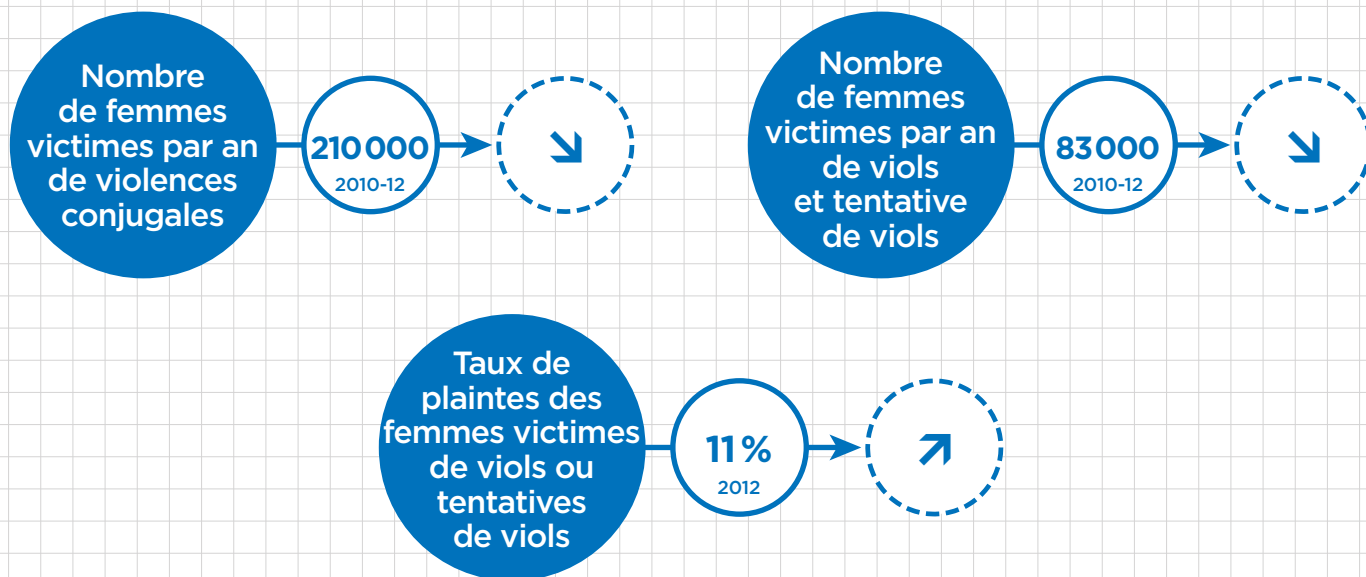 Nombre
de femmes
victimes par an
de violences
conjugales
210 000
2010-12
Nombre
de femmes
victimes par an
de viols
et tentative
de viols
83 000
2010-12
Taux de
plaintes des
femmes victimes
de viols ou
tentatives
de viols
11 %
2012